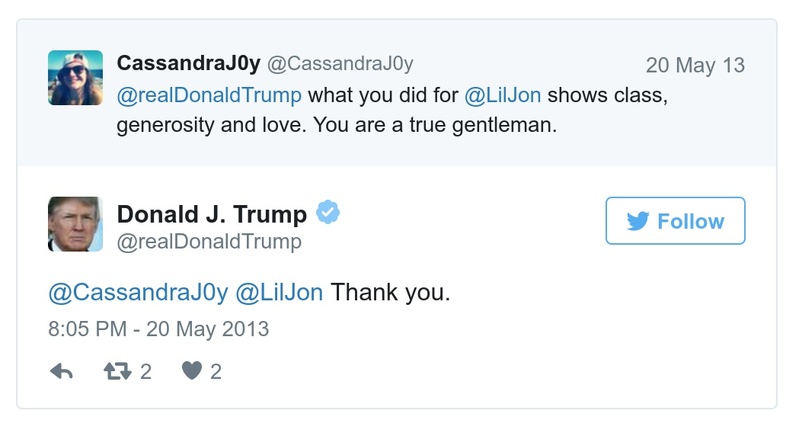 CassandraJ0y @CassandraJ0y 20 May 13
@realDonaldTrump what you did for @LilJon shows class,
generosity and love. You are a true gentleman.
Donald J. Trump
@realDonaldTrump
Follow
@CassandraJ0y @LilJon Thank you.
8:05 PM - 20 May 2013
2 2